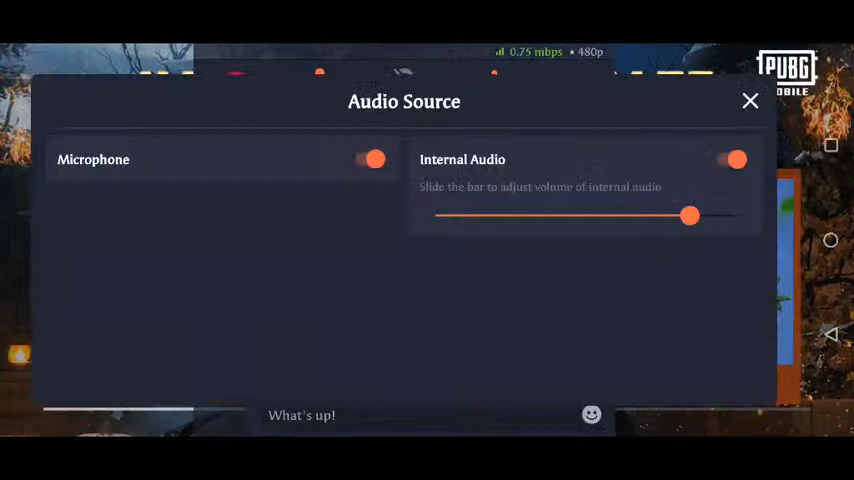 0.75 mbps • 480p
PUBG
MOBILE
Audio Source
Microphone
Internal Audio
Slide the bar to adjust volume of internal audio
What's up!